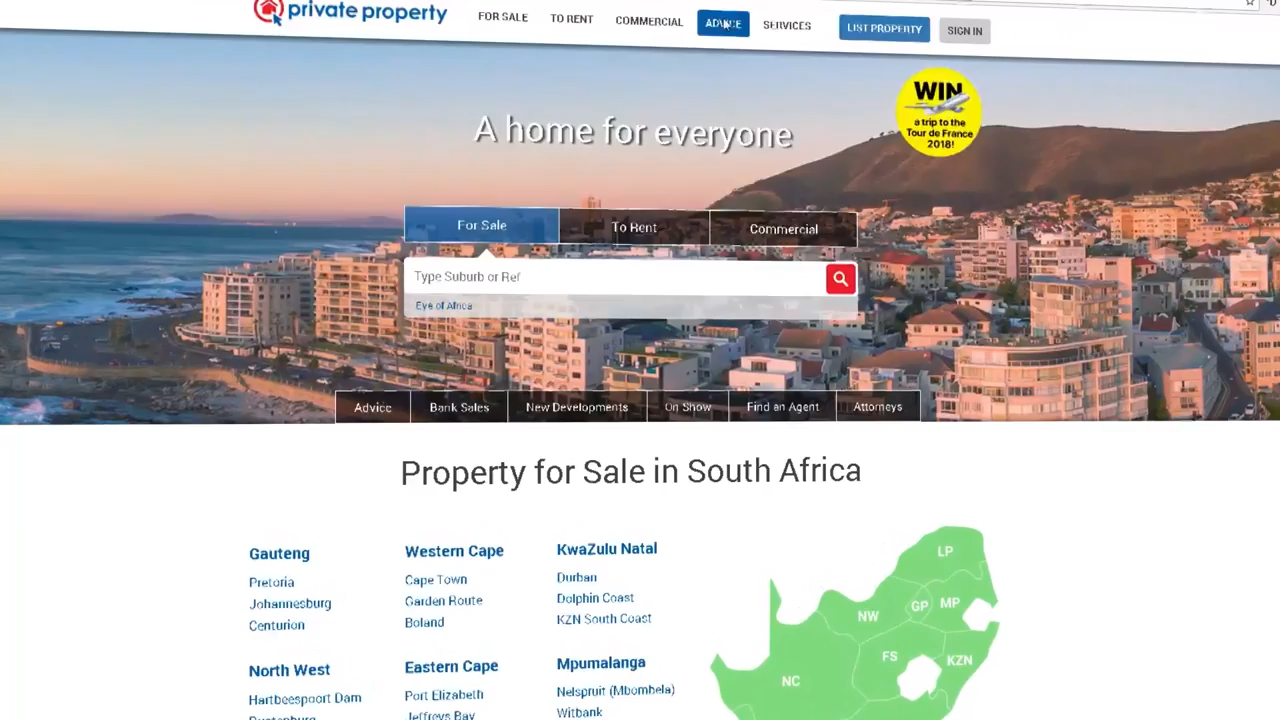 private property
FOR SALE
TO RENT
COMMERCIAL
ADVICE
SERVICES
LIST PROPERTY
SIGN IN
WIN
a trip to the
Tour de France
2018!
A home for everyone
For Sale
To Rent
Commercial
Type Suburb or Ref
Eye of Africa
Advice
Bank Sales
New Developments
On Show
Find an Agent
Attorneys
Property for Sale in South Africa
Gauteng
Pretoria
Johannesburg
Centurion
Western Cape
Cape Town
Garden Route
Boland
KwaZulu Natal
Durban
Dolphin Coast
KZN South Coast
North West
Hartbeespoort Dam
Eastern Cape
Port Elizabeth
Jeffreys Bay
Mpumalanga
Nelspruit (Mbombela)
Witbank
LP
GP
MP
NW
FS
KZN
NC